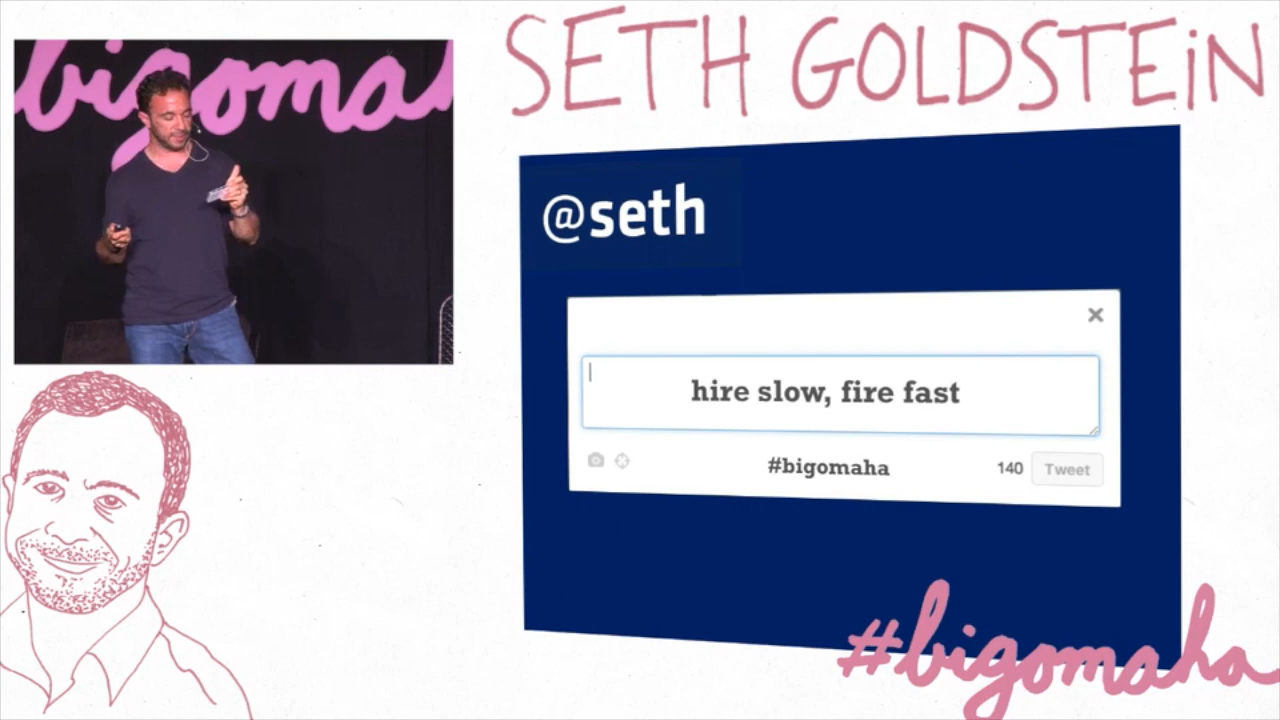 SETH GOLDSTEiN
bigomaha
@seth
×
hire slow, fire fast
#bigomaha
140 Tweet
#bigomaha